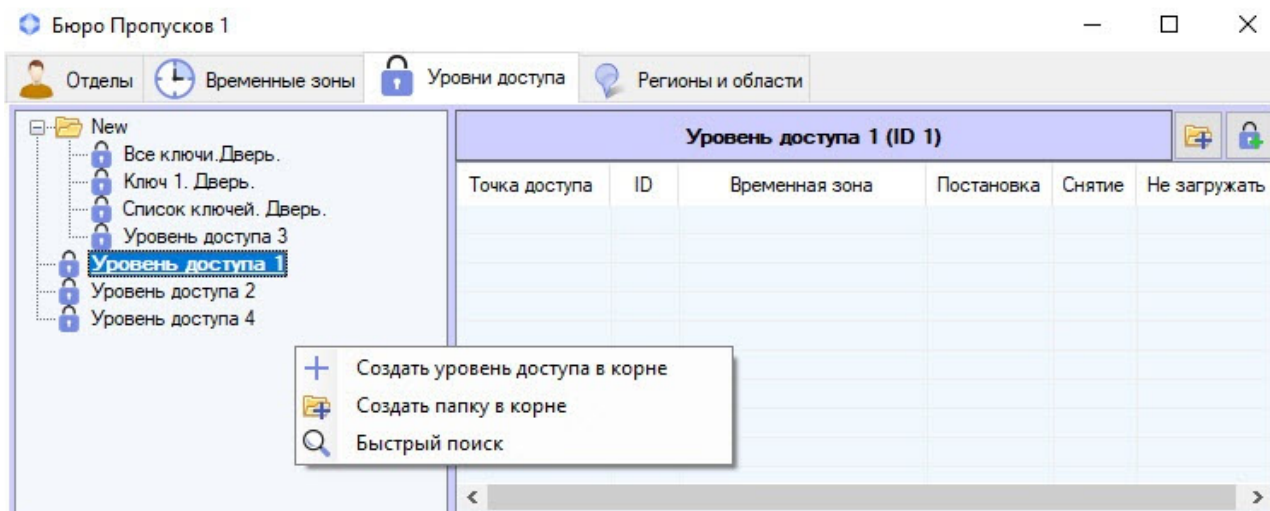 Бюро Пропусков 1
Отделы Временные зоны Уровни доступа Регионы и области
New
Все ключи.Дверь.
Ключ 1. Дверь.
Список ключей. Дверь.
Уровень доступа 3
Уровень доступа 1
Уровень доступа 2
Уровень доступа 4
Уровень доступа 1 (ID 1)
Точка доступа ID Временная зона Постановка Снятие Не загружать
Создать уровень доступа в корне
Создать папку в корне
Быстрый поиск